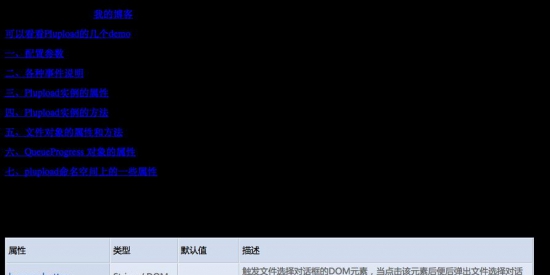 我的博客
可以看看Plupload的几个demo
一、配置参数
二、各种事件说明
三、Plupload实例的属性
四、Plupload实例的方法
五、文件对象的属性和方法
六、QueueProgress 对象的属性
七、plupload命名空间上的一些属性
属性 类型 默认值 描述
触发文件选择对话框的DOM元素，当点击该元素后便后弹出文件选择对话